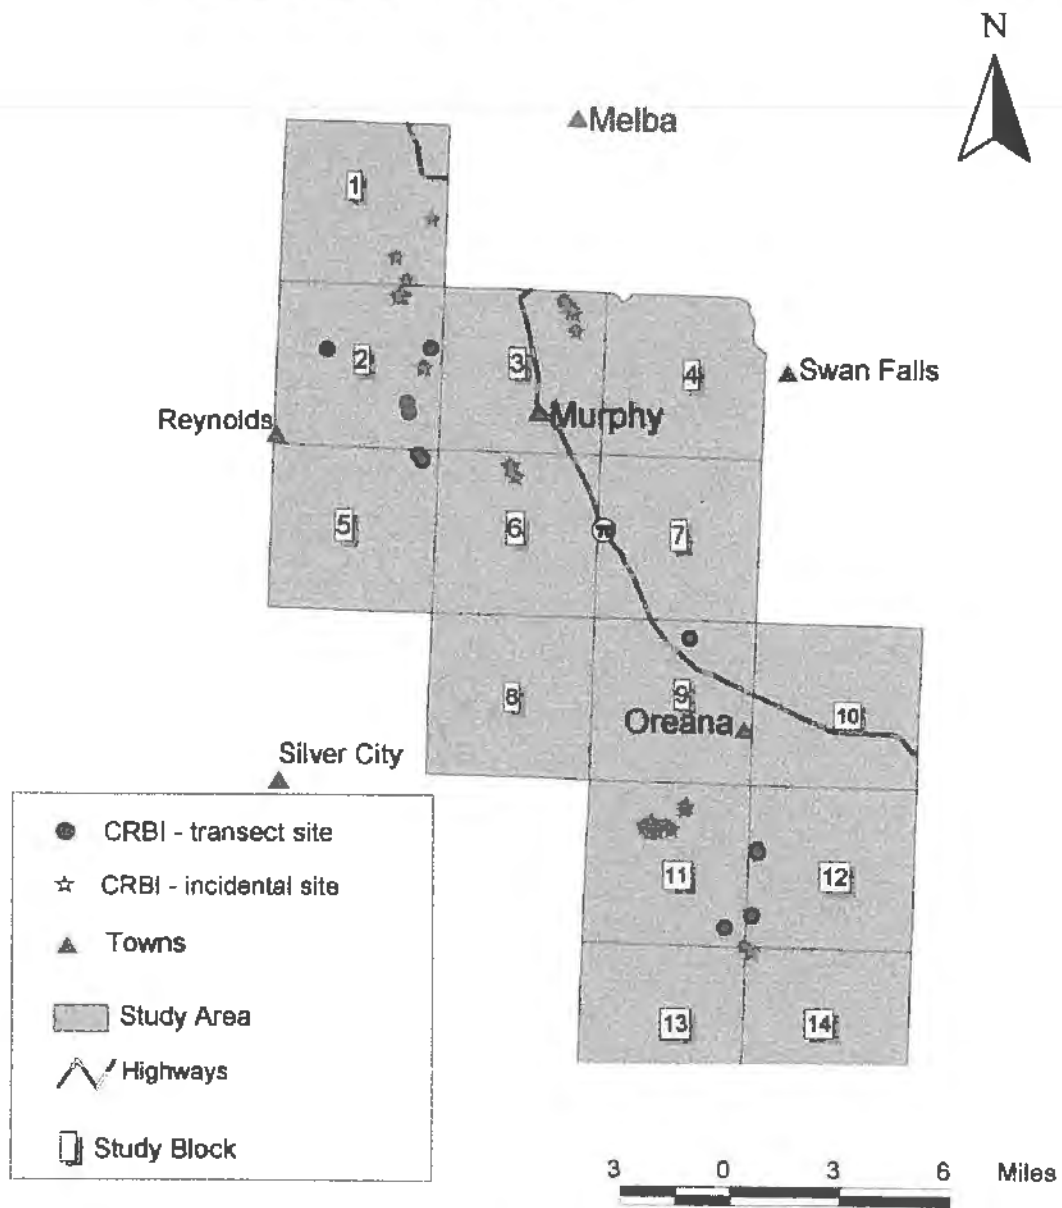 N
Melba
1
2
3
4
Swan Falls
Reynolds
Murphy
5
6
7
8
9
10
Oreana
Silver City
11
12
13
14
CRBI - transect site
CRBI - incidental site
Towns
Study Area
Highways
Study Block
3 0 3 6 Miles